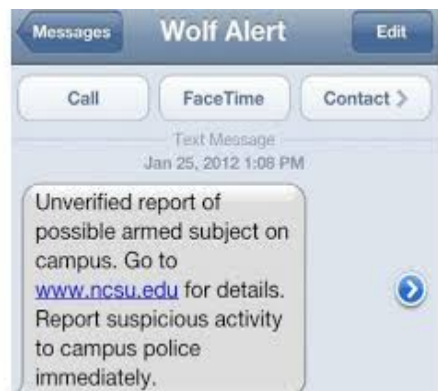 Messages Wolf Alert Edit
Call FaceTime Contact
Text Message
Jan 25, 2012 1:08 PM
Unverified report of
possible armed subject on
campus. Go to
www.ncsu.edu for details.
Report suspicious activity
to campus police
immediately.